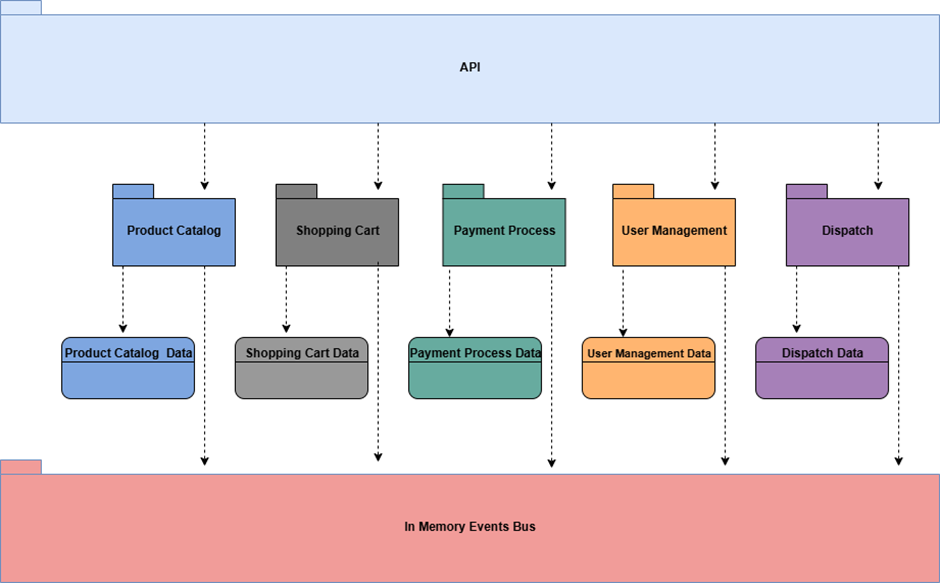 API
Product Catalog
Shopping Cart
Payment Process
User Management
Dispatch
Product Catalog  Data
Shopping Cart Data
Payment Process Data
User Management Data
Dispatch Data
In Memory Events Bus